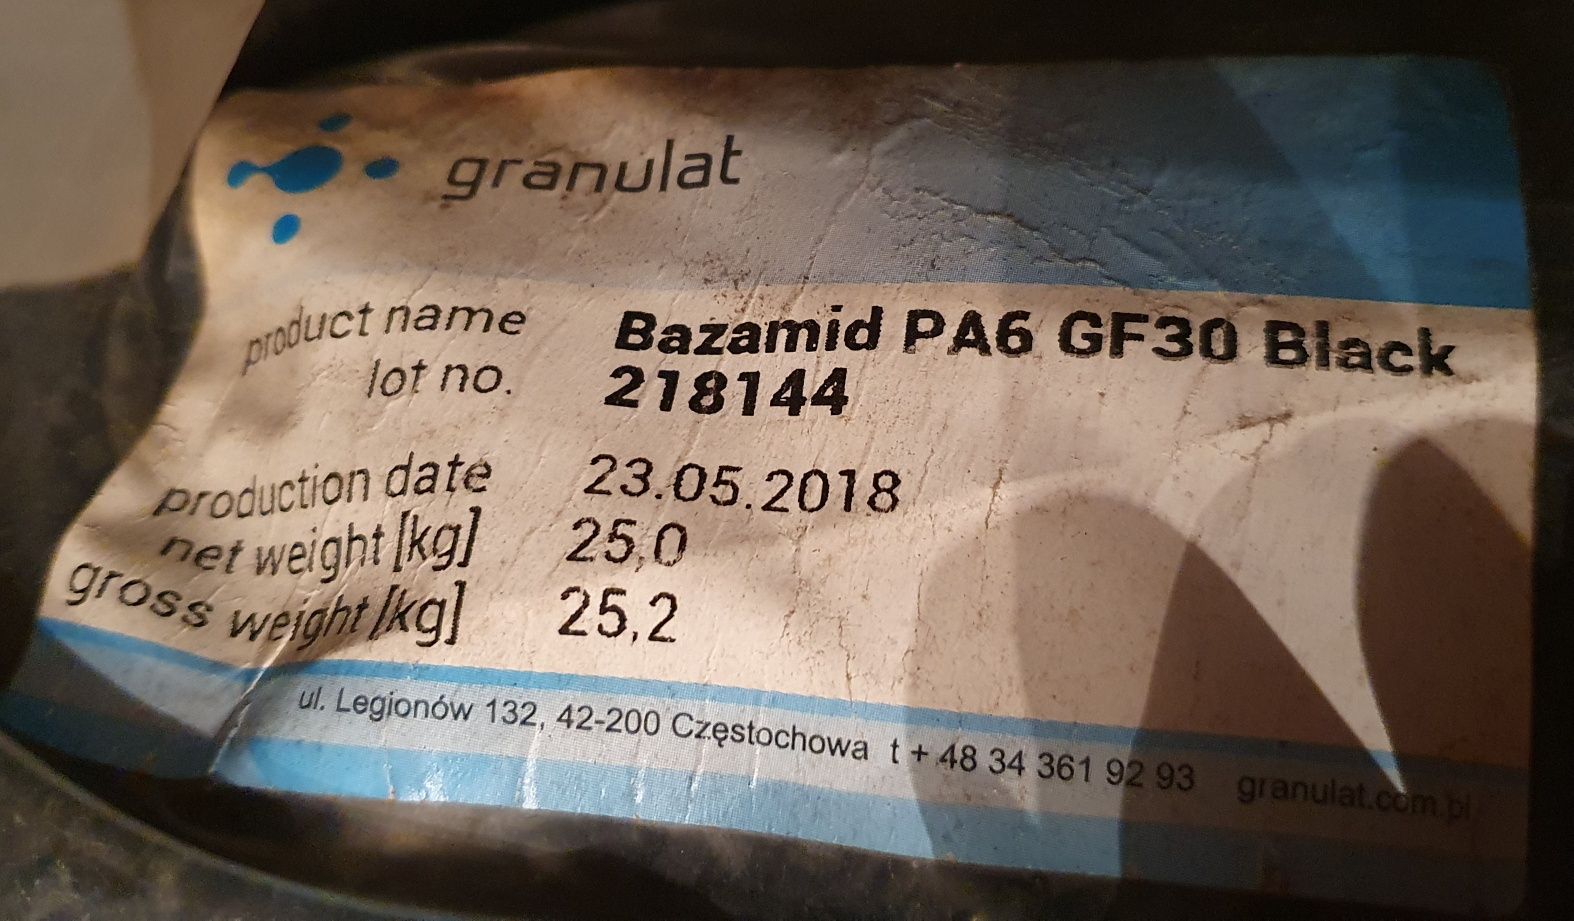 granulat
product name Bazamid PA6 GF30 Black
lot no. 218144
production date 23.05.2018
net weight [kg] 25,0
gross weight [kg] 25,2
ul. Legionów 132, 42-200 Częstochowa t + 48 34 361 92 93 granulat.com.pl